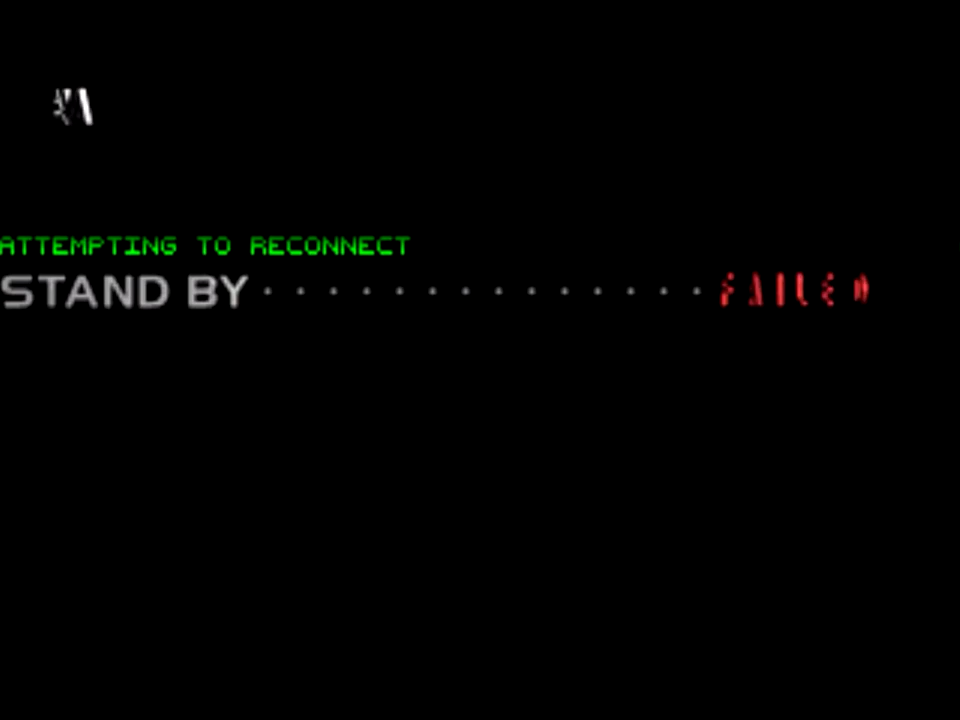 ATTEMPTING TO RECONNECT
STAND BY . . . . . . . . . . . . . . FAILED